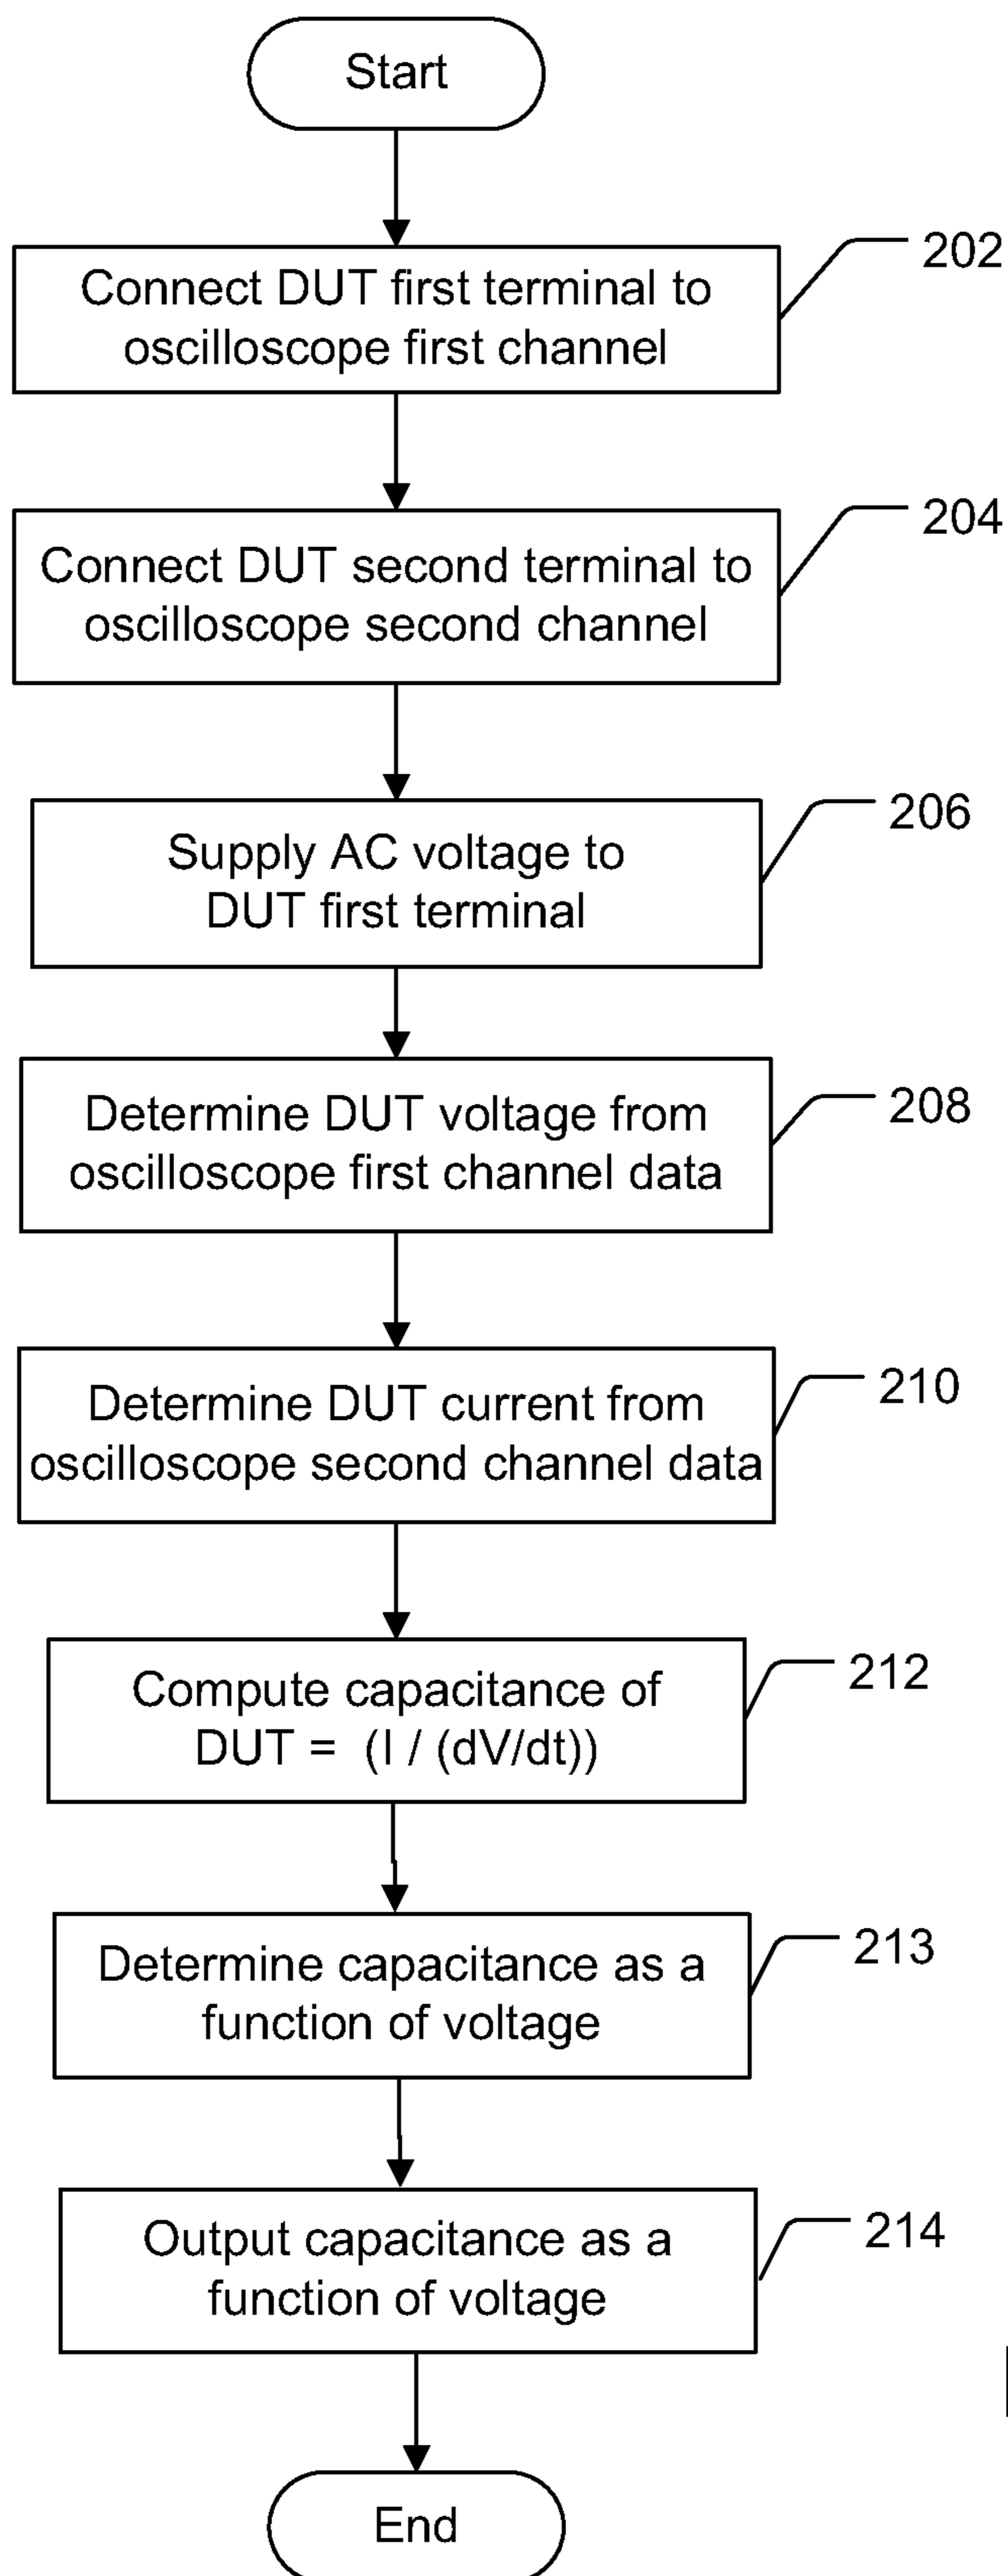 Start
Connect DUT first terminal to
oscilloscope first channel
202
Connect DUT second terminal to
oscilloscope second channel
204
Supply AC voltage to
DUT first terminal
206
Determine DUT voltage from
oscilloscope first channel data
208
Determine DUT current from
oscilloscope second channel data
210
Compute capacitance of
DUT = (I / (dV/dt))
212
Determine capacitance as a
function of voltage
213
Output capacitance as a
function of voltage
214
End